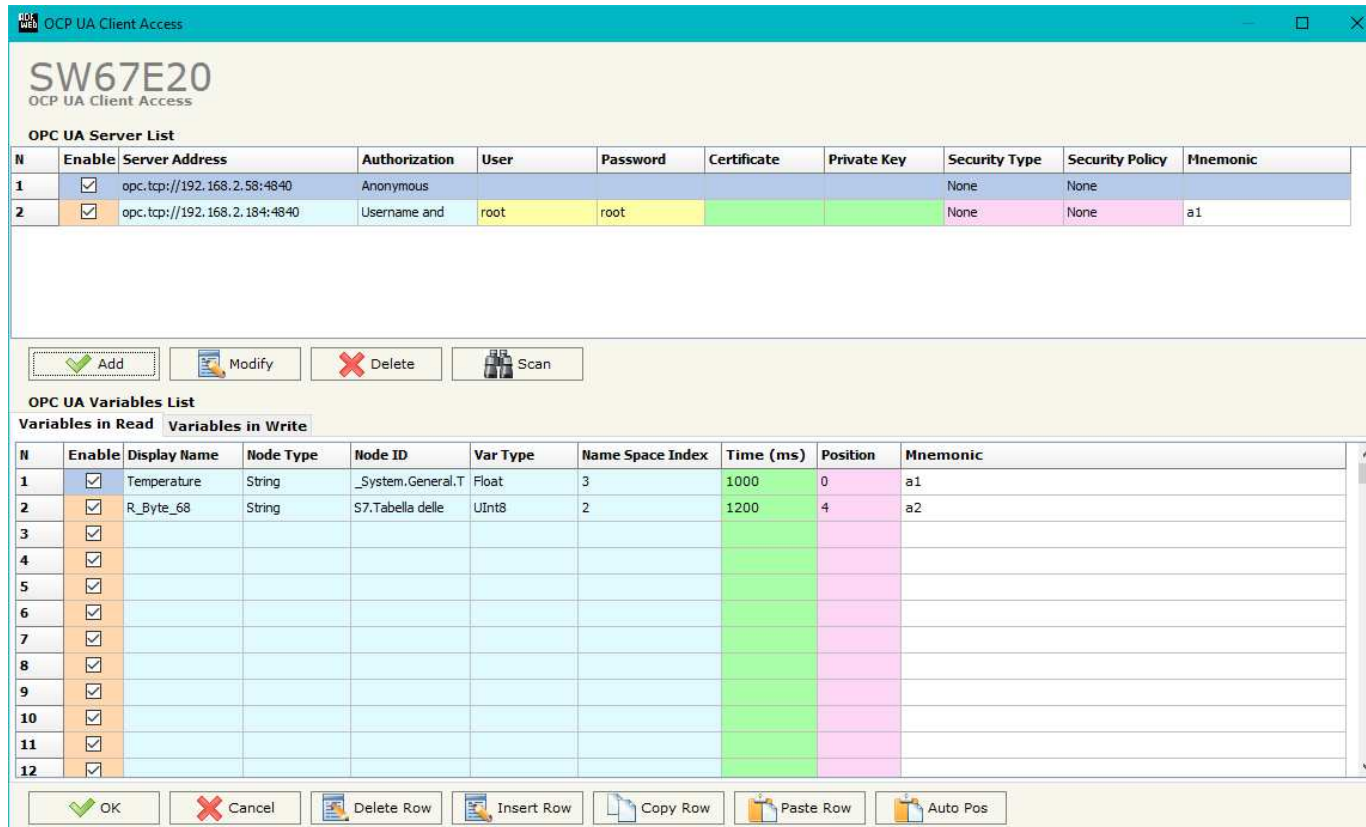 ADF WEB OCP UA Client Access
SW67E20
OCP UA Client Access
OPC UA Server List
N Enable Server Address Authorization User Password Certificate Private Key Security Type Security Policy Mnemonic
1 opc.tcp://192.168.2.58:4840 Anonymous None None
2 opc.tcp://192.168.2.184:4840 Username and root root None None a1
Add Modify Delete Scan
OPC UA Variables List
Variables in Read Variables in Write
N Enable Display Name Node Type Node ID Var Type Name Space Index Time (ms) Position Mnemonic
1 Temperature String _System.General.T Float 3 1000 0 a1
2 R_Byte_68 String S7.Tabella delle UInt8 2 1200 4 a2
3
4
5
6
7
8
9
10
11
12
OK Cancel Delete Row Insert Row Copy Row Paste Row Auto Pos